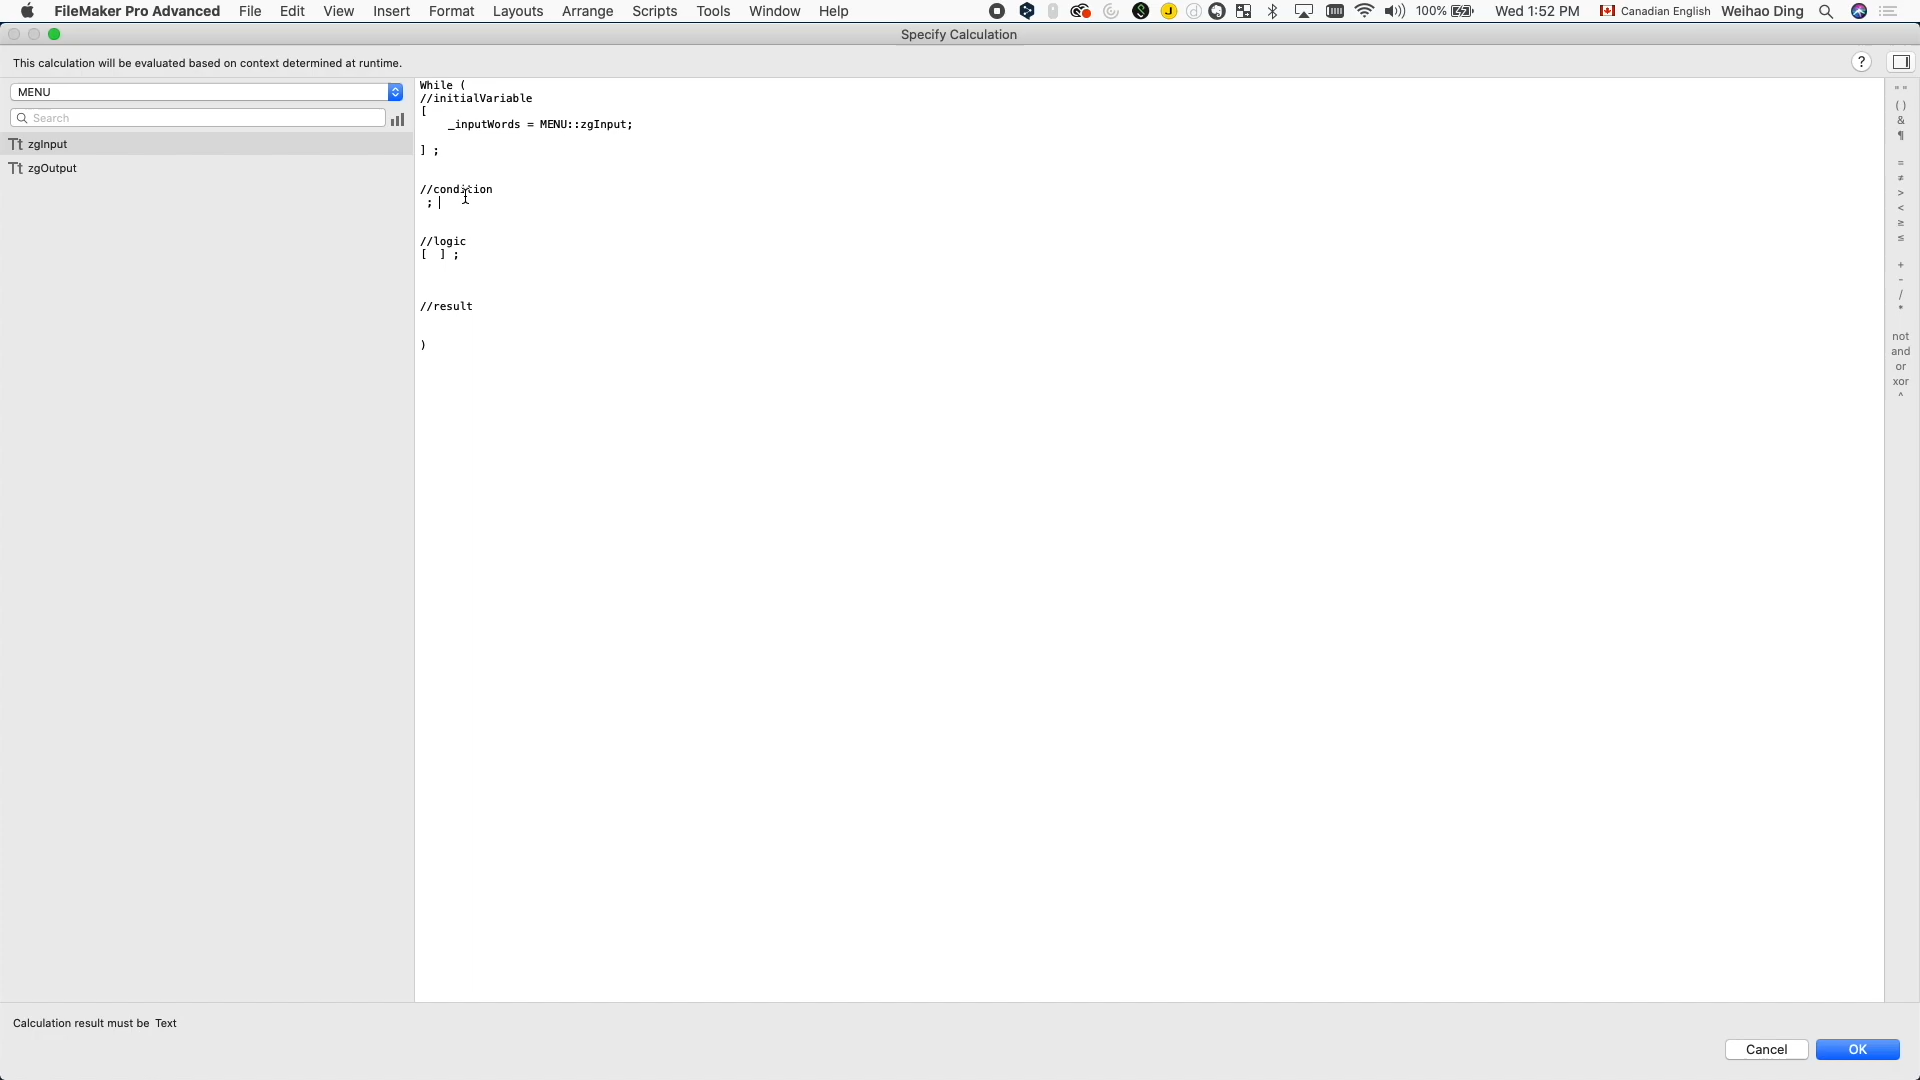 FileMaker Pro Advanced File Edit View Insert Format Layouts Arrange Scripts Tools Window Help 100% Wed 1:52 PM Canadian English Weihao Ding
Specify Calculation
This calculation will be evaluated based on context determined at runtime.
?
MENU
Search
Tt zgInput
Tt zgOutput
While (
//initialVariable
[
_inputWords = MENU::zgInput;
] ;
//condition
;
//logic
[ ] ;
//result
)
" "
( )
&
¶
=
≠
>
<
≥
≤
+
-
/
*
not
and
or
xor
^
Calculation result must be Text
Cancel OK